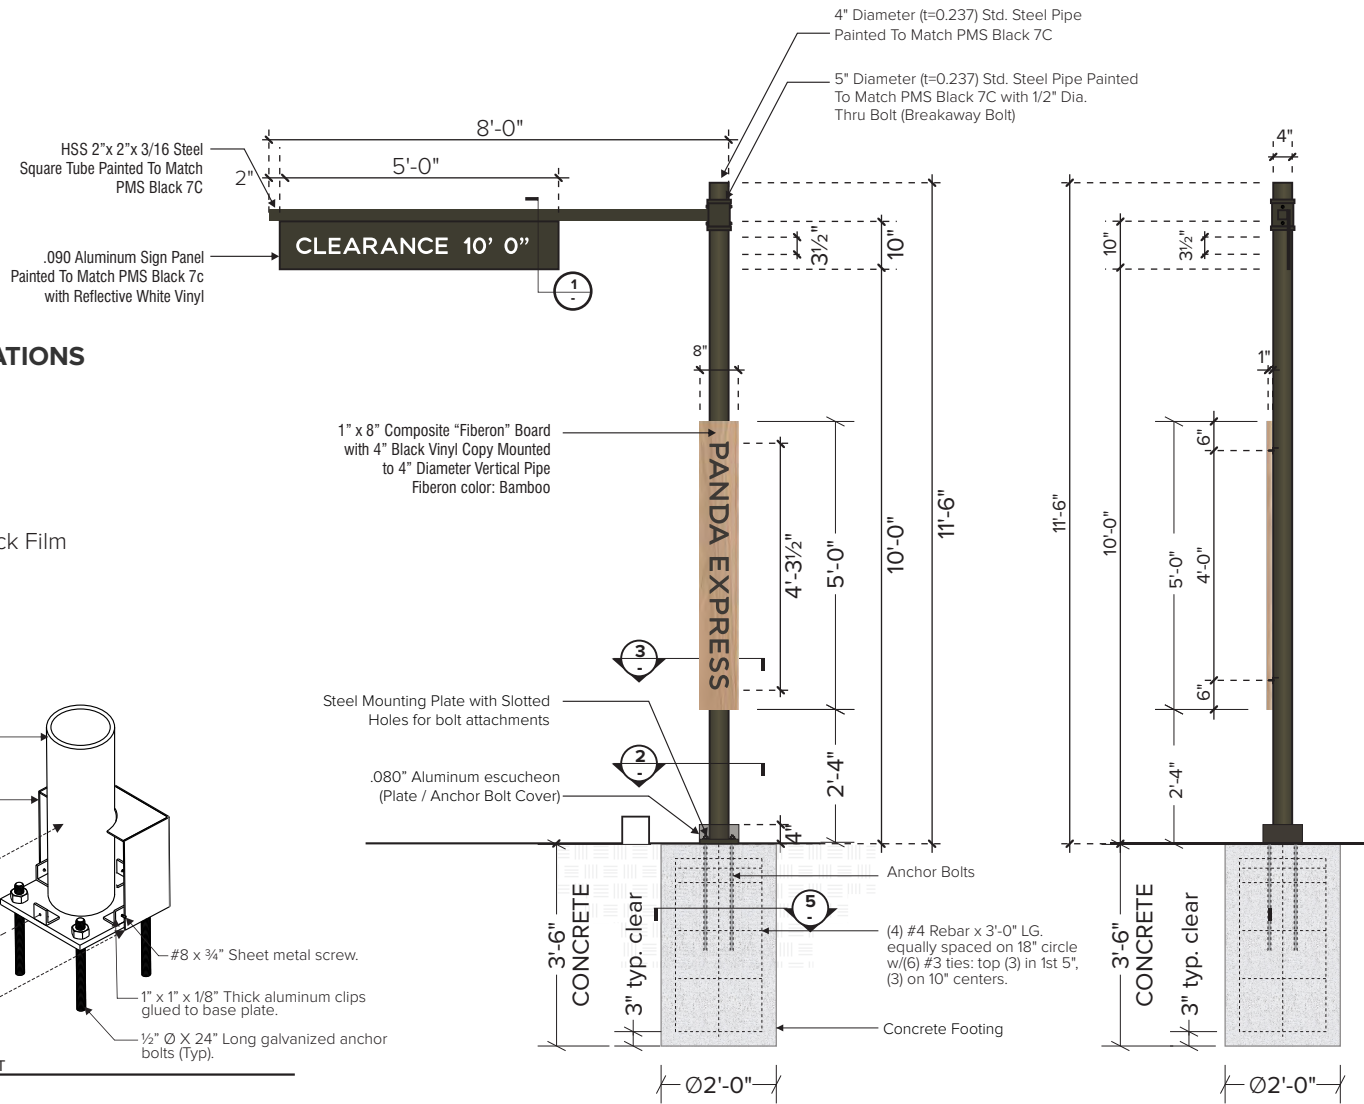 4" Diameter (t=0.237) Std. Steel Pipe
Painted To Match PMS Black 7C
5" Diameter (t=0.237) Std. Steel Pipe Painted
To Match PMS Black 7C with 1/2" Dia.
Thru Bolt (Breakaway Bolt)
8'-0"
4"
HSS 2”x 2”x 3/16 Steel
Square Tube Painted To Match
PMS Black 7C
2"
5'-0"
CLEARANCE 10’ 0”
.090 Aluminum Sign Panel
Painted To Match PMS Black 7c
with Reflective White Vinyl
1
-
3½"
10"
10"
3½"
ATIONS
8"
1"
1” x 8” Composite “Fiberon” Board
with 4” Black Vinyl Copy Mounted
to 4” Diameter Vertical Pipe
Fiberon color: Bamboo
PANDA EXPRESS
4'-3½"
5'-0"
10'-0"
11'-6"
11'-6"
10'-0"
5'-0"
6"
4'-0"
6"
ck Film
3
-
Steel Mounting Plate with Slotted
Holes for bolt attachments
2
-
.080” Aluminum escucheon
(Plate / Anchor Bolt Cover)
2'-4"
2'-4"
4"
Anchor Bolts
5
-
(4) #4 Rebar x 3'-0" LG.
equally spaced on 18" circle
w/(6) #3 ties: top (3) in 1st 5",
(3) on 10" centers.
3'-6"
CONCRETE
3" typ. clear
3'-6"
CONCRETE
3" typ. clear
Concrete Footing
#8 x ¾” Sheet metal screw.
1” x 1” x 1/8” Thick aluminum clips
glued to base plate.
½” Ø X 24” Long galvanized anchor
bolts (Typ).
T
Ø2'-0"
Ø2'-0"